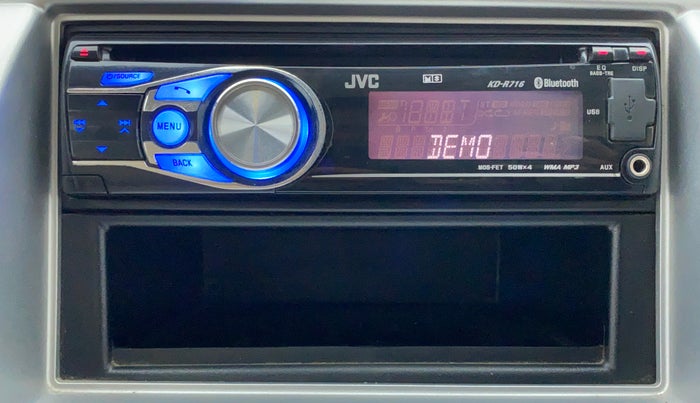 ⏻/SOURCE
MENU
BACK
JVC
KD-R716
Bluetooth
EQ
BASS-TRE
DISP
USB
DEMO
MOS-FET 50W×4
WMA MP3
AUX